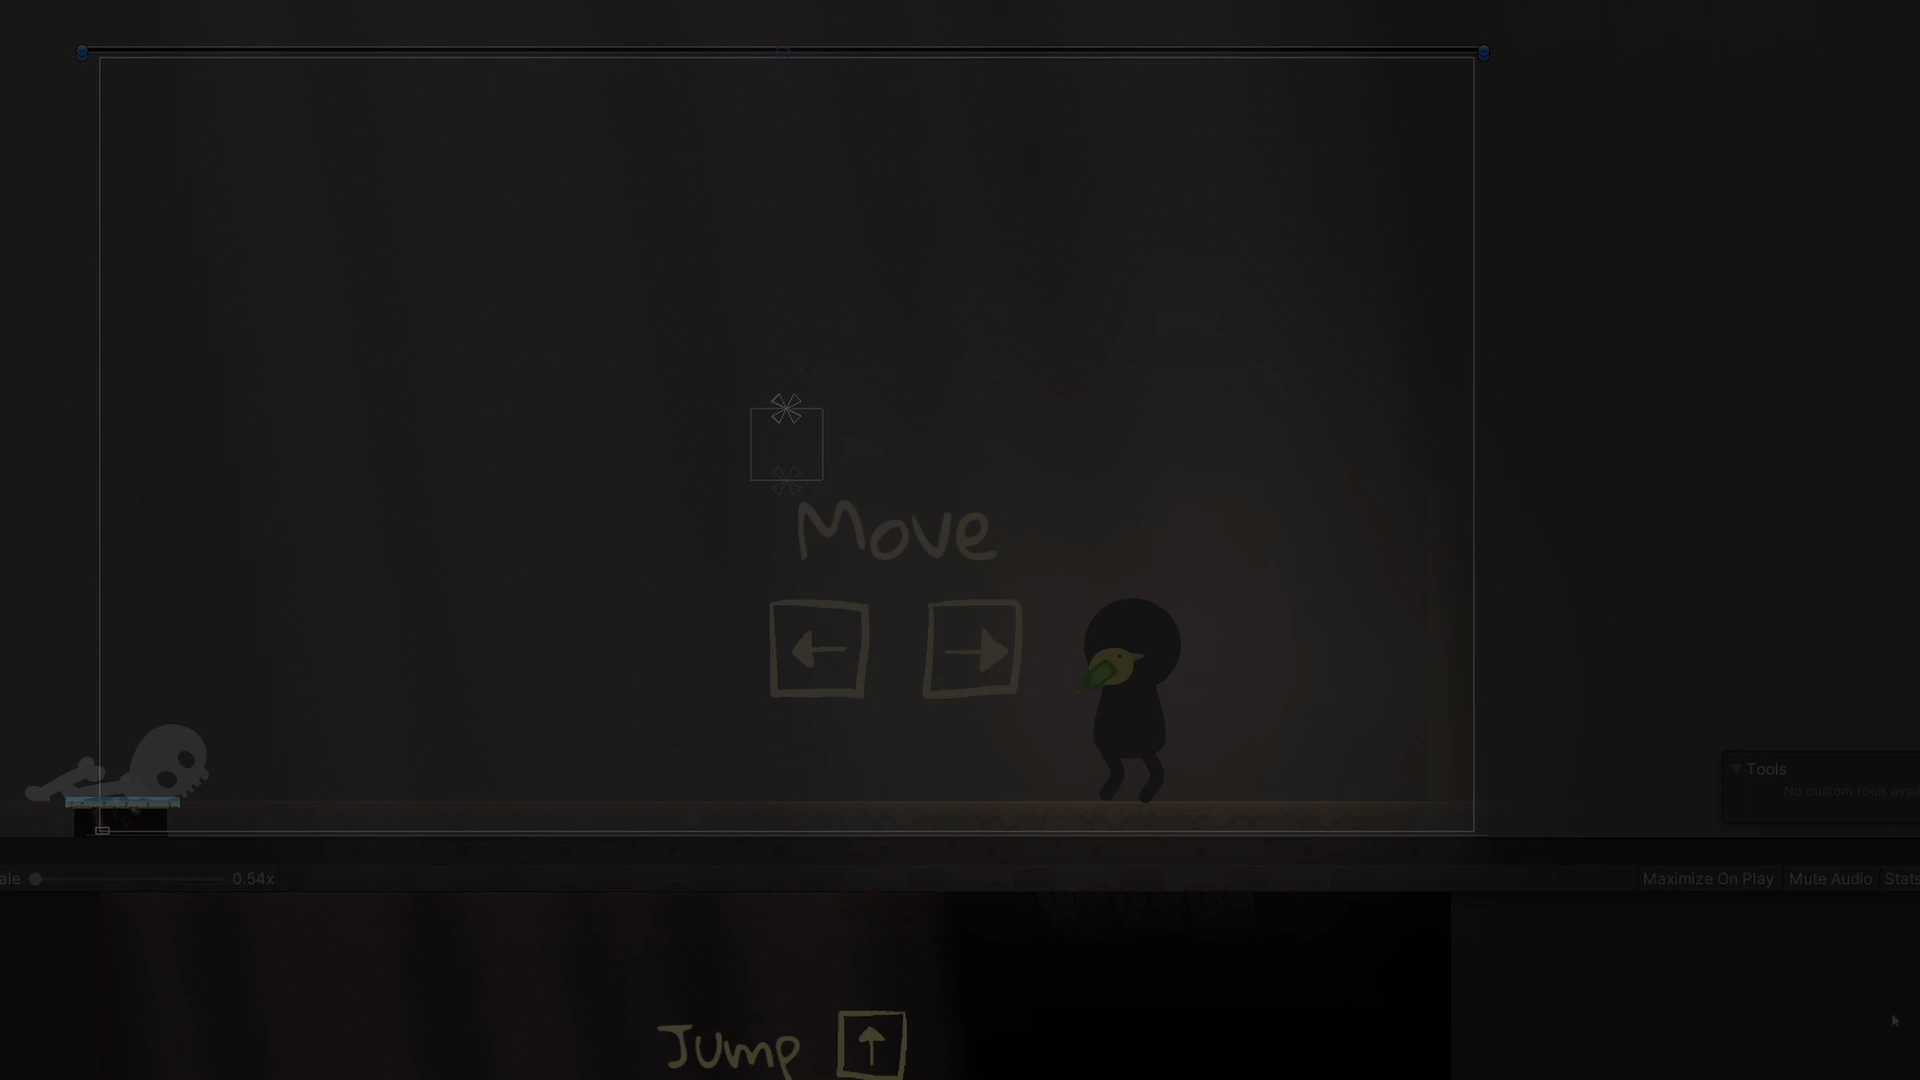 Move
Tools
No custom tools avai
ale 0.54x Maximize On Play Mute Audio Stats
Jump